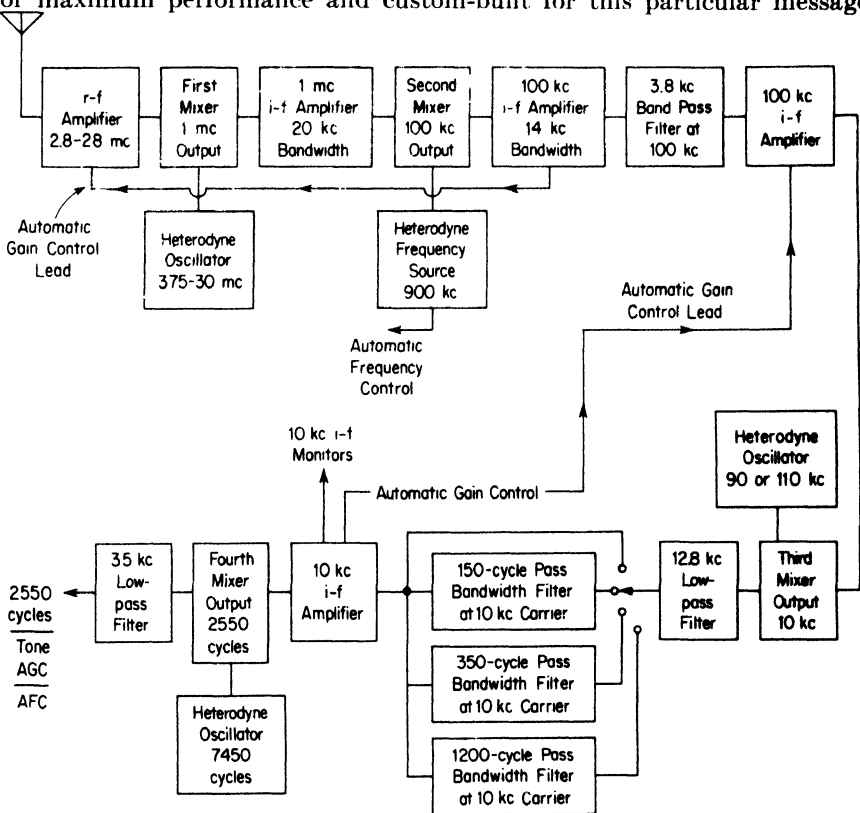 or maximum performance and custom-built for this particular message
r-f
Amplifier
2.8-28 mc
First
Mixer
1 mc
Output
1 mc
i-f Amplifier
20 kc
Bandwidth
Second
Mixer
100 kc
Output
100 kc
i-f Amplifier
14 kc
Bandwidth
3.8 kc
Band Pass
Filter at
100 kc
100 kc
i-f
Amplifier
Automatic
Gain Control
Lead
Heterodyne
Oscillator
375-30 mc
Heterodyne
Frequency
Source
900 kc
Automatic
Frequency
Control
Automatic Gain
Control Lead
10 kc i-f
Monitors
Automatic Gain Control
Heterodyne
Oscillator
90 or 110 kc
2550
cycles
Tone
AGC
AFC
35 kc
Low-
pass
Filter
Fourth
Mixer
Output
2550
cycles
10 kc
i-f
Amplifier
150-cycle Pass
Bandwidth Filter
at 10 kc Carrier
12.8 kc
Low-
pass
Filter
Third
Mixer
Output
10 kc
350-cycle Pass
Bandwidth Filter
at 10 kc Carrier
Heterodyne
Oscillator
7450
cycles
1200-cycle Pass
Bandwidth Filter
at 10 kc Carrier